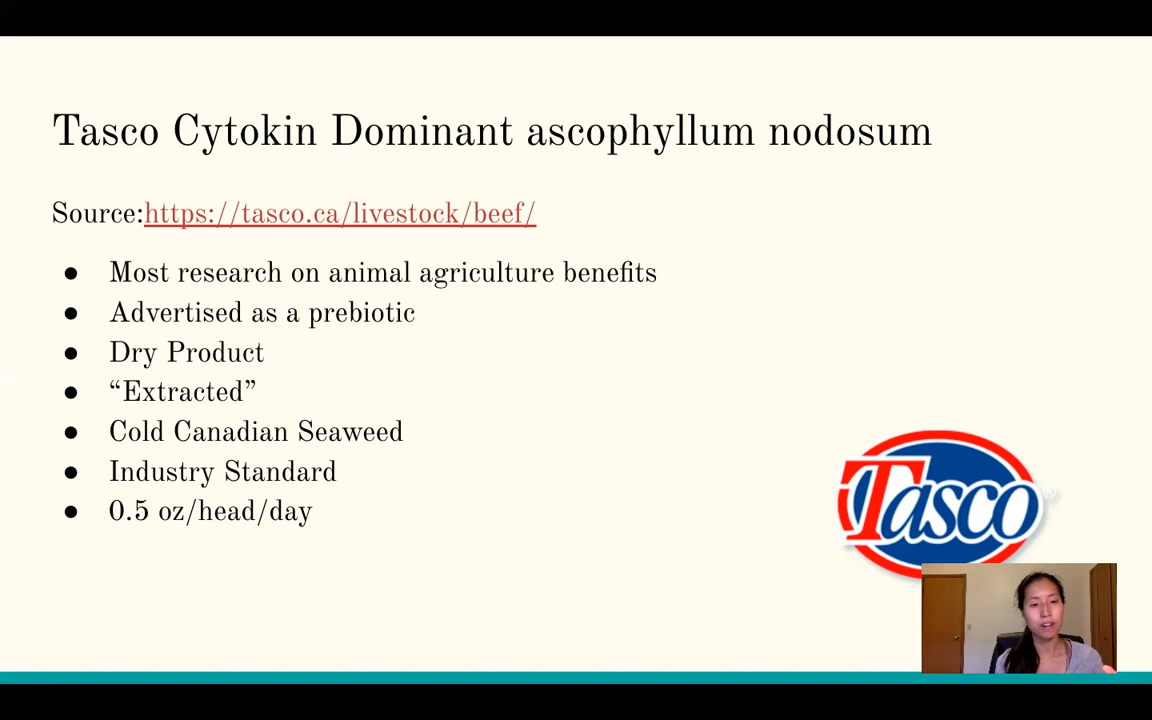 Tasco Cytokin Dominant ascophyllum nodosum
Source:https://tasco.ca/livestock/beef/
● Most research on animal agriculture benefits
● Advertised as a prebiotic
● Dry Product
● “Extracted”
● Cold Canadian Seaweed
● Industry Standard
● 0.5 oz/head/day
Tasco®